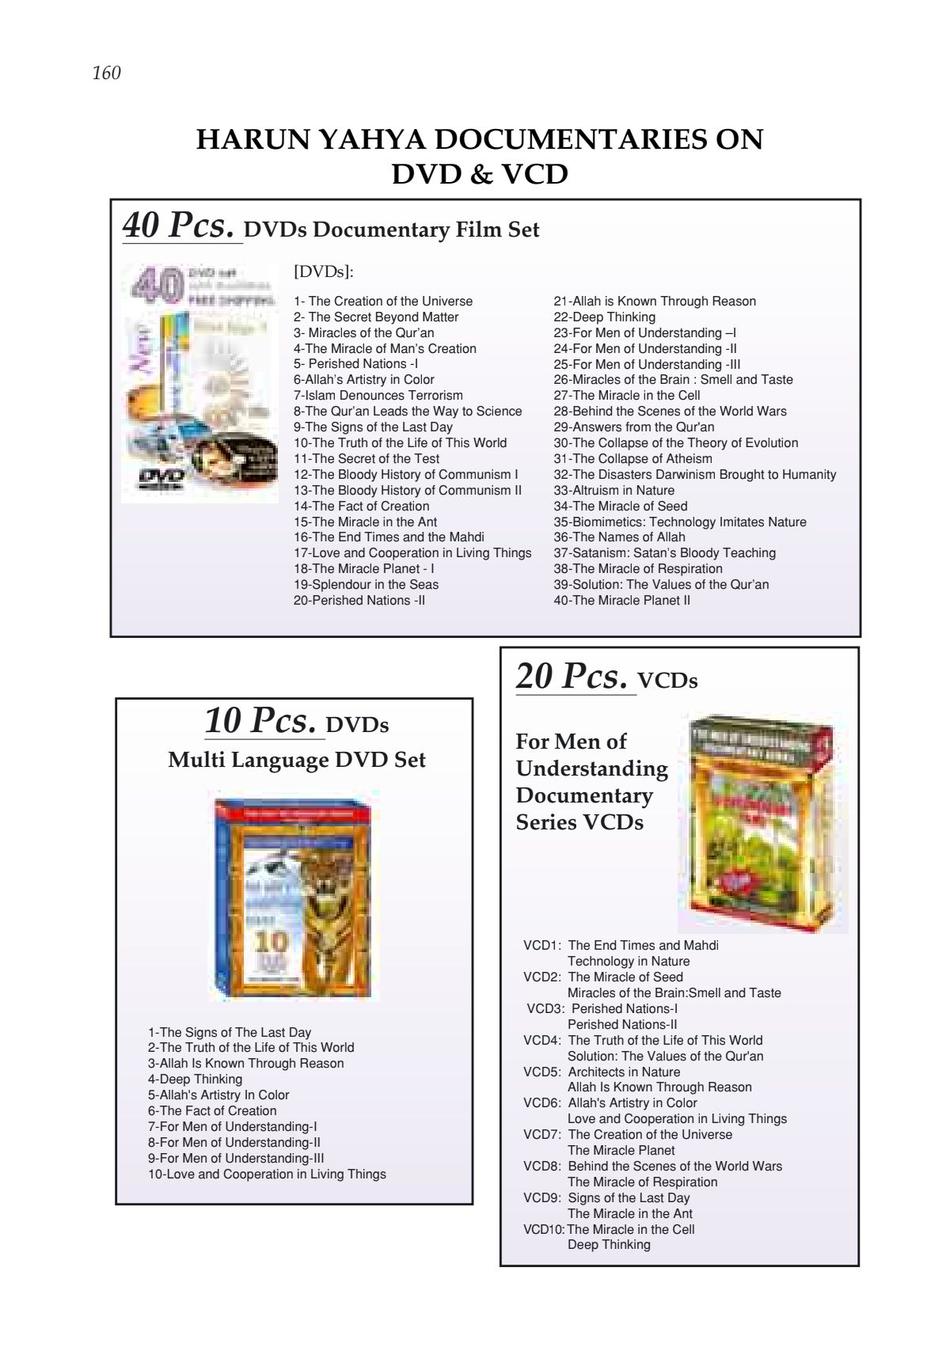 160
HARUN YAHYA DOCUMENTARIES ON
DVD & VCD
40 Pcs. DVDs Documentary Film Set
40 DVD set
FREE SHIPPING
New
DVD
[DVDs]:
1- The Creation of the Universe
2- The Secret Beyond Matter
3- Miracles of the Qur'an
4-The Miracle of Man's Creation
5- Perished Nations -I
6-Allah's Artistry in Color
7-Islam Denounces Terrorism
8-The Qur'an Leads the Way to Science
9-The Signs of the Last Day
10-The Truth of the Life of This World
11-The Secret of the Test
12-The Bloody History of Communism I
13-The Bloody History of Communism II
14-The Fact of Creation
15-The Miracle in the Ant
16-The End Times and the Mahdi
17-Love and Cooperation in Living Things
18-The Miracle Planet - I
19-Splendour in the Seas
20-Perished Nations -II
21-Allah is Known Through Reason
22-Deep Thinking
23-For Men of Understanding –I
24-For Men of Understanding -II
25-For Men of Understanding -III
26-Miracles of the Brain : Smell and Taste
27-The Miracle in the Cell
28-Behind the Scenes of the World Wars
29-Answers from the Qur'an
30-The Collapse of the Theory of Evolution
31-The Collapse of Atheism
32-The Disasters Darwinism Brought to Humanity
33-Altruism in Nature
34-The Miracle of Seed
35-Biomimetics: Technology Imitates Nature
36-The Names of Allah
37-Satanism: Satan's Bloody Teaching
38-The Miracle of Respiration
39-Solution: The Values of the Qur'an
40-The Miracle Planet II
10 Pcs. DVDs
Multi Language DVD Set
10
1-The Signs of The Last Day
2-The Truth of the Life of This World
3-Allah Is Known Through Reason
4-Deep Thinking
5-Allah's Artistry In Color
6-The Fact of Creation
7-For Men of Understanding-I
8-For Men of Understanding-II
9-For Men of Understanding-III
10-Love and Cooperation in Living Things
20 Pcs. VCDs
For Men of
Understanding
Documentary
Series VCDs
VCD1: The End Times and Mahdi
Technology in Nature
VCD2: The Miracle of Seed
Miracles of the Brain:Smell and Taste
VCD3: Perished Nations-I
Perished Nations-II
VCD4: The Truth of the Life of This World
Solution: The Values of the Qur'an
VCD5: Architects in Nature
Allah Is Known Through Reason
VCD6: Allah's Artistry in Color
Love and Cooperation in Living Things
VCD7: The Creation of the Universe
The Miracle Planet
VCD8: Behind the Scenes of the World Wars
The Miracle of Respiration
VCD9: Signs of the Last Day
The Miracle in the Ant
VCD10: The Miracle in the Cell
Deep Thinking